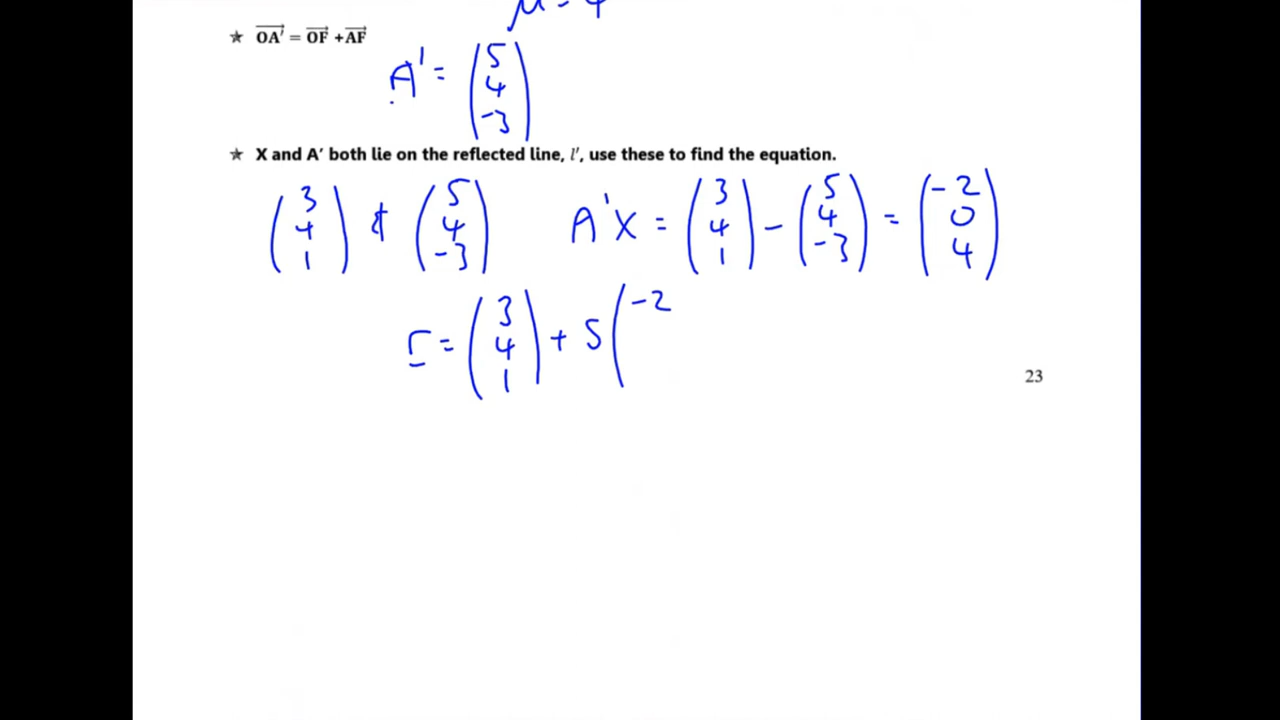 μ = 4
★ OA' = OF + AF
A' = (5 4 -3)
★ X and A' both lie on the reflected line, l', use these to find the equation.
(3 4 1) & (5 4 -3) A'X = (3 4 1) - (5 4 -3) = (-2 0 4)
r = (3 4 1) + s(-2
23